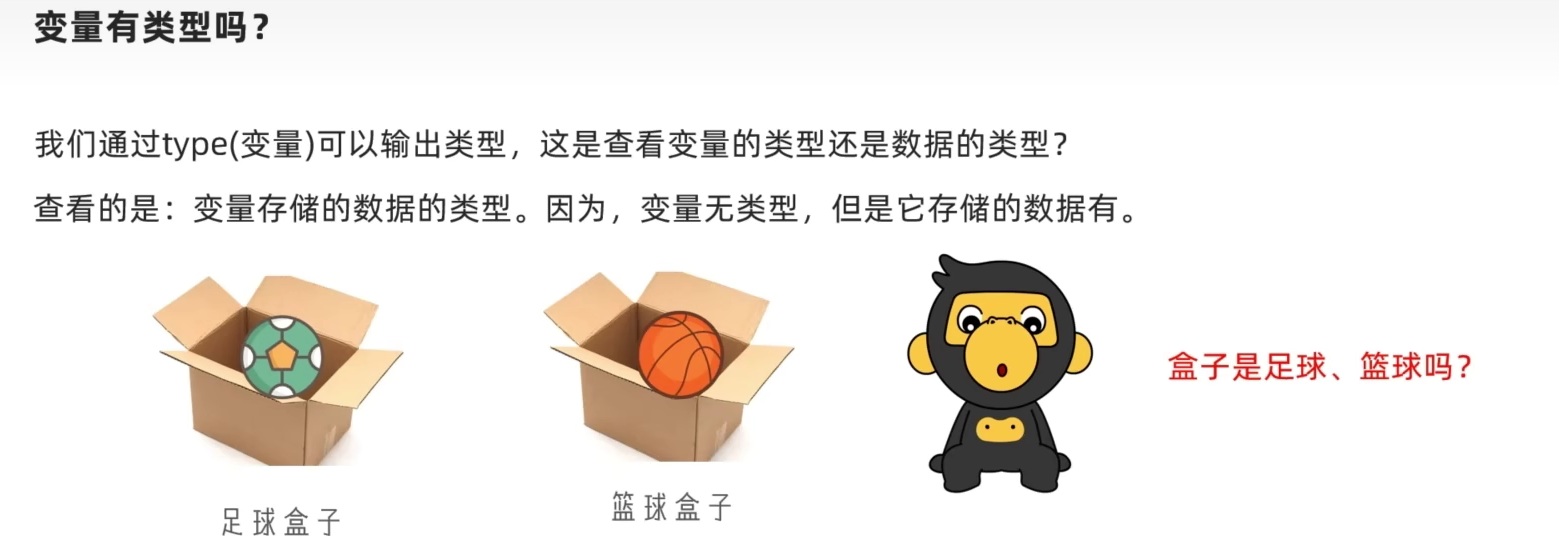 变量有类型吗？
我们通过type(变量)可以输出类型，这是查看变量的类型还是数据的类型？
查看的是：变量存储的数据的类型。因为，变量无类型，但是它存储的数据有。
盒子是足球、篮球吗？
足球盒子
篮球盒子